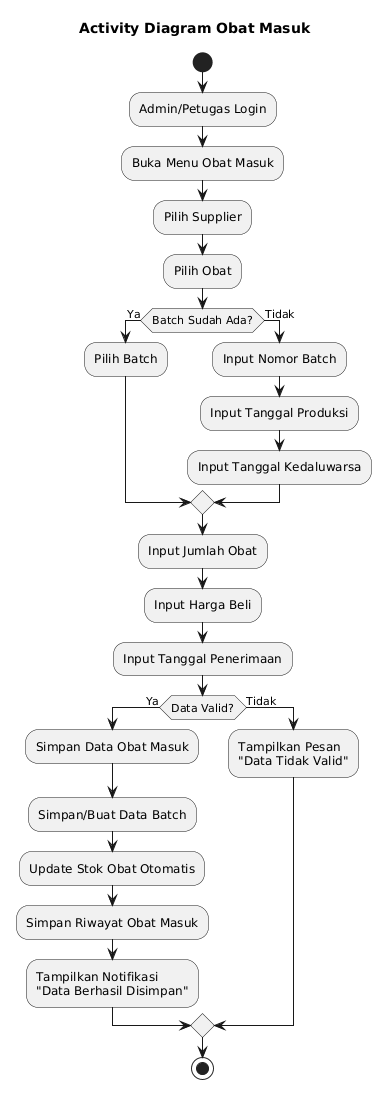 Activity Diagram Obat Masuk
Admin/Petugas Login
Buka Menu Obat Masuk
Pilih Supplier
Pilih Obat
Batch Sudah Ada?
Ya
Tidak
Pilih Batch
Input Nomor Batch
Input Tanggal Produksi
Input Tanggal Kedaluwarsa
Input Jumlah Obat
Input Harga Beli
Input Tanggal Penerimaan
Data Valid?
Ya
Tidak
Simpan Data Obat Masuk
Tampilkan Pesan
"Data Tidak Valid"
Simpan/Buat Data Batch
Update Stok Obat Otomatis
Simpan Riwayat Obat Masuk
Tampilkan Notifikasi
"Data Berhasil Disimpan"